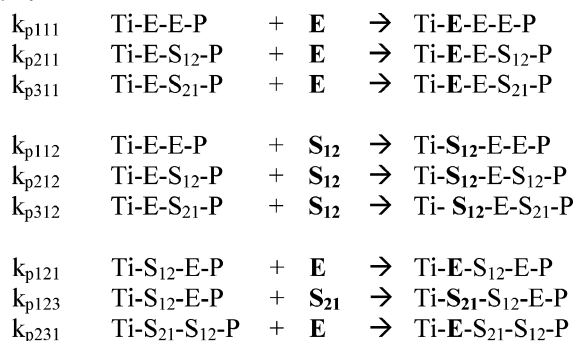 kp111 Ti-E-E-P + E → Ti-E-E-E-P
kp211 Ti-E-S12-P + E → Ti-E-E-S12-P
kp311 Ti-E-S21-P + E → Ti-E-E-S21-P
kp112 Ti-E-E-P + S12 → Ti-S12-E-E-P
kp212 Ti-E-S12-P + S12 → Ti-S12-E-S12-P
kp312 Ti-E-S21-P + S12 → Ti- S12-E-S21-P
kp121 Ti-S12-E-P + E → Ti-E-S12-E-P
kp123 Ti-S12-E-P + S21 → Ti-S21-S12-E-P
kp231 Ti-S21-S12-P + E → Ti-E-S21-S12-P